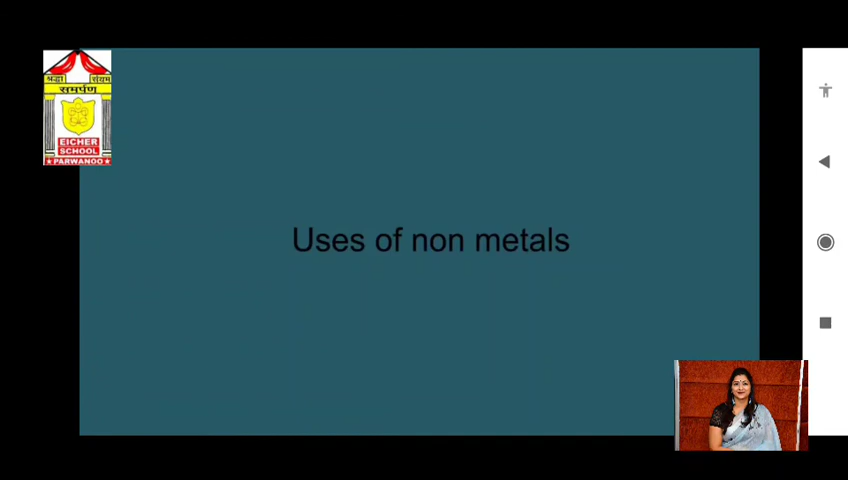 श्रद्धा संयम
समर्पण
EICHER
SCHOOL
★ PARWANOO ★
Uses of non metals